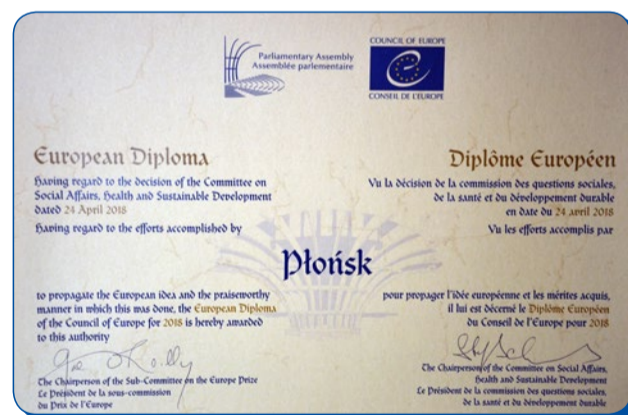 Parliamentary Assembly
Assemblée parlementaire
COUNCIL OF EUROPE
CONSEIL DE L'EUROPE
European Diploma
Having regard to the decision of the Committee on
Social Affairs, Health and Sustainable Development
dated 24 April 2018
Having regard to the efforts accomplished by
Diplôme Européen
Vu la décision de la commission des questions sociales,
de la santé et du développement durable
en date du 24 avril 2018
Vu les efforts accomplis par
Płońsk
to propagate the European idea and the praiseworthy
manner in which this was done, the European Diploma
of the Council of Europe for 2018 is hereby awarded
to this authority
pour propager l'idée européenne et les mérites acquis,
il lui est décerné le Diplôme Européen
du Conseil de l'Europe pour 2018
The Chairperson of the Sub-Committee on the Europe Prize
Le Président de la sous-commission
du Prix de l'Europe
The Chairperson of the Committee on Social Affairs,
Health and Sustainable Development
Le Président de la commission des questions sociales,
de la santé et du développement durable